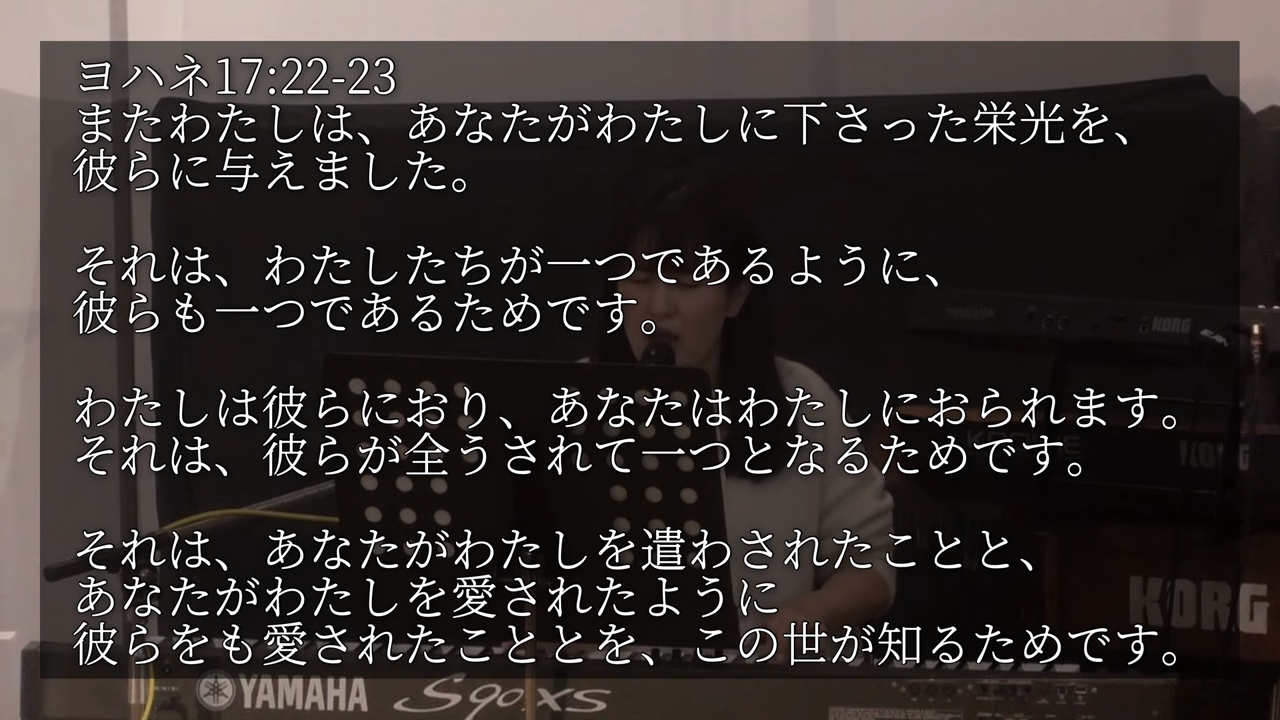 ヨハネ17:22-23
またわたしは、あなたがわたしに下さった栄光を、
彼らに与えました。
それは、わたしたちが一つであるように、
彼らも一つであるためです。
わたしは彼らにおり、あなたはわたしにおられます。
それは、彼らが全うされて一つとなるためです。
それは、あなたがわたしを遣わされたことと、
あなたがわたしを愛されたように
彼らをも愛されたこととを、この世が知るためです。
KORG
KORG
KORG
YAMAHA S90 XS